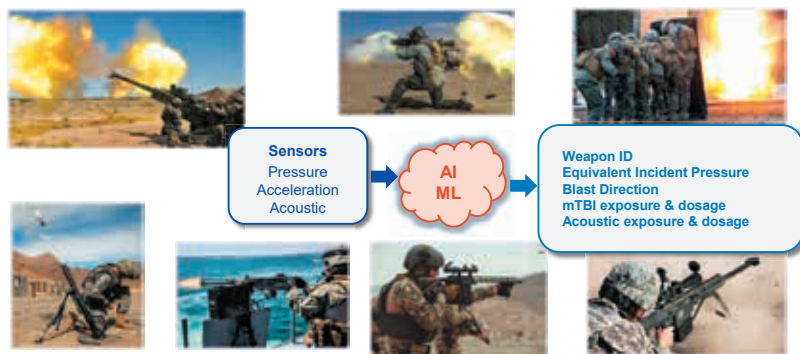 Sensors
Pressure
Acceleration
Acoustic
AI
ML
Weapon ID
Equivalent Incident Pressure
Blast Direction
mTBI exposure & dosage
Acoustic exposure & dosage